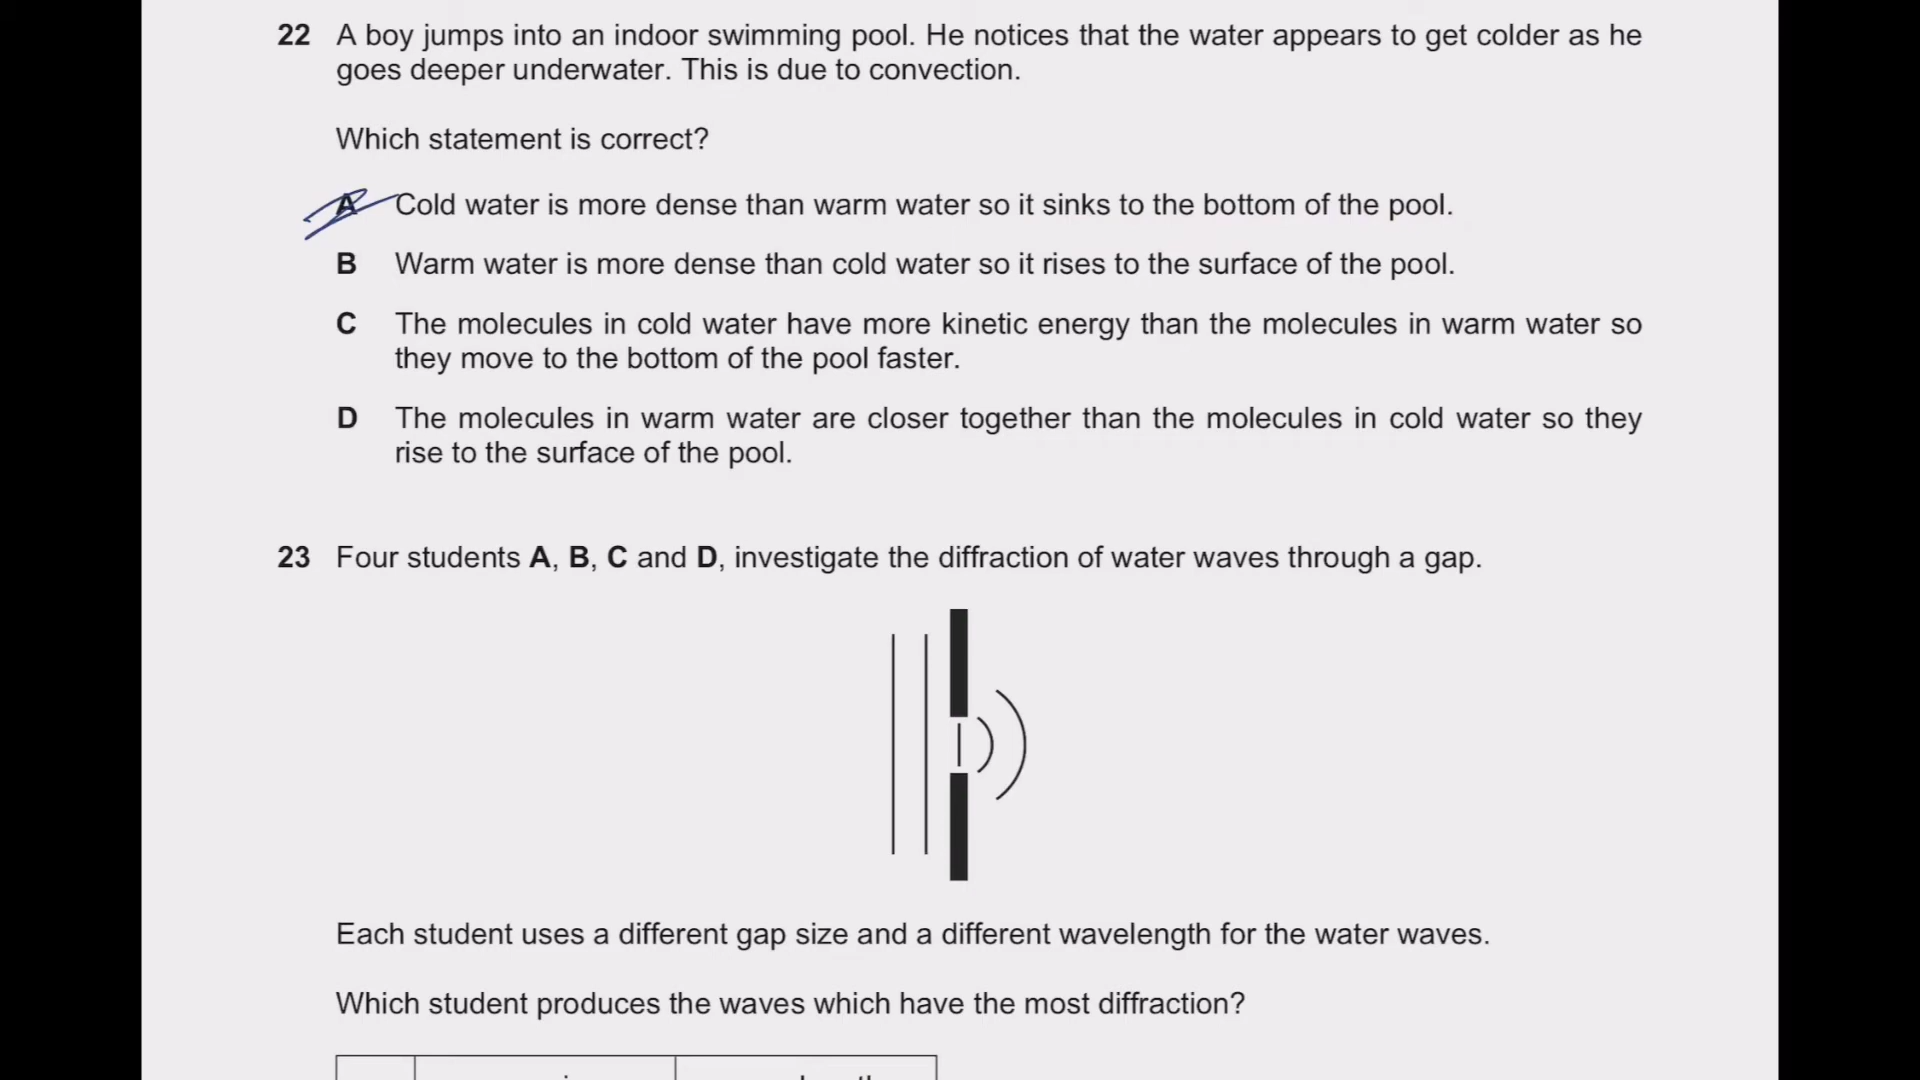 22 A boy jumps into an indoor swimming pool. He notices that the water appears to get colder as he
goes deeper underwater. This is due to convection.
Which statement is correct?
A Cold water is more dense than warm water so it sinks to the bottom of the pool.
B Warm water is more dense than cold water so it rises to the surface of the pool.
C The molecules in cold water have more kinetic energy than the molecules in warm water so
they move to the bottom of the pool faster.
D The molecules in warm water are closer together than the molecules in cold water so they
rise to the surface of the pool.
23 Four students A, B, C and D, investigate the diffraction of water waves through a gap.
Each student uses a different gap size and a different wavelength for the water waves.
Which student produces the waves which have the most diffraction?